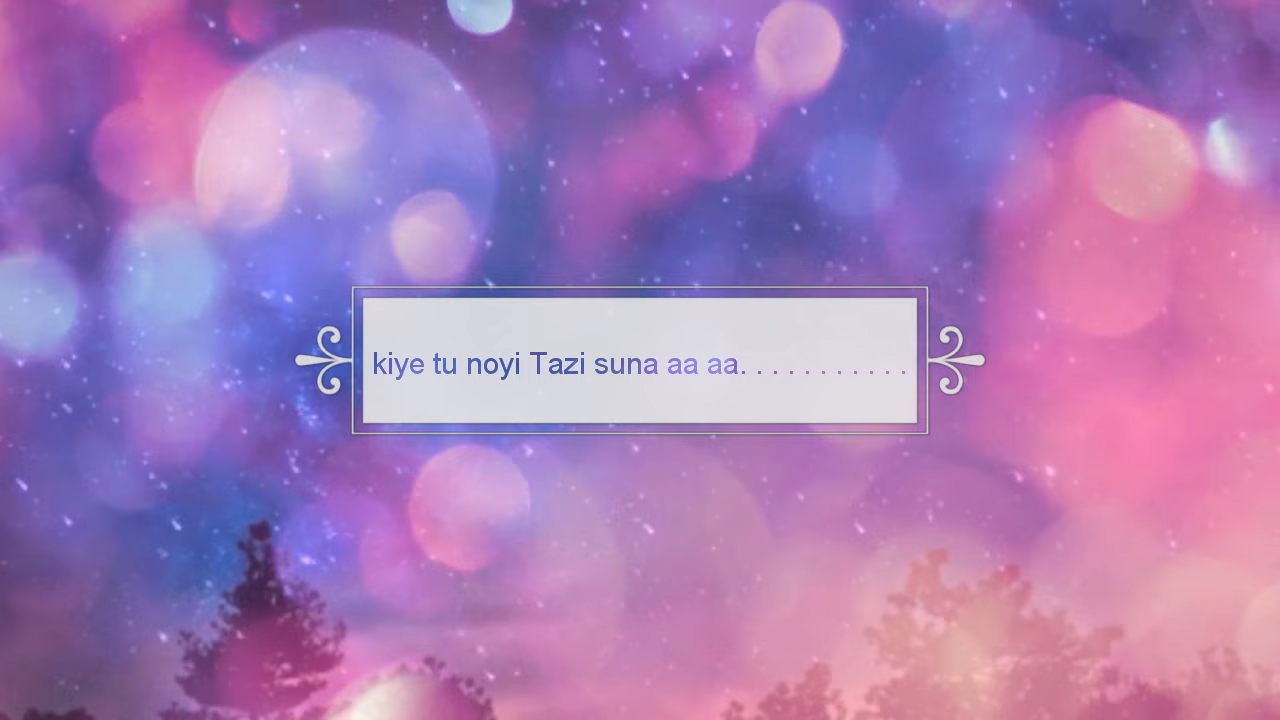 kiye tu noyi Tazi suna aa aa. . . . . . . . . . .